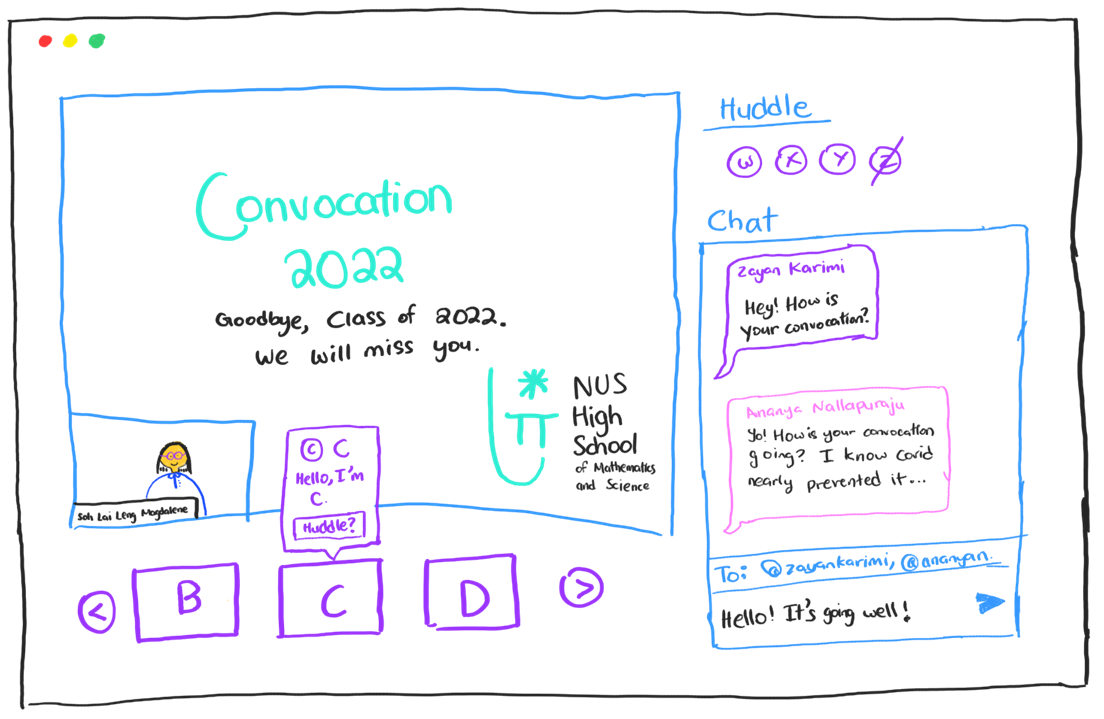 Convocation
2022
Goodbye, Class of 2022.
We will miss you.
NUS
High
School
of Mathematics
and Science
Soh Lai Leng Magdalene
C C
Hello, I'm
C.
Huddle?
<
B
C
D
>
Huddle
W X Y Z
Chat
Zayan Karimi
Hey! How is
your convocation?
Ananya Nallapuraju
Yo! How is your convocation
going? I know covid
nearly prevented it...
To: @zayankarimi, @ananyan.
Hello! It's going well!